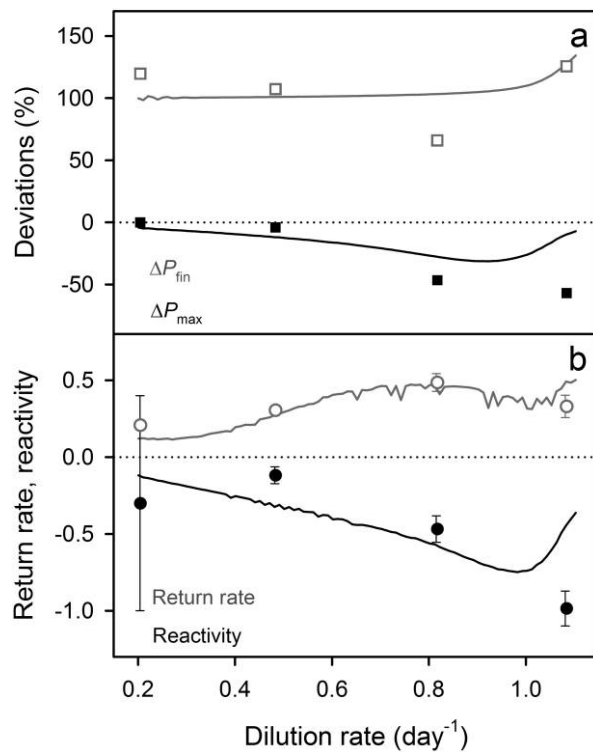 a
150
100
50
0
-50
Deviations (%)
ΔPfin
ΔPmax
b
0.5
0.0
-0.5
-1.0
Return rate, reactivity
Return rate
Reactivity
0.2 0.4 0.6 0.8 1.0
Dilution rate (day-1)